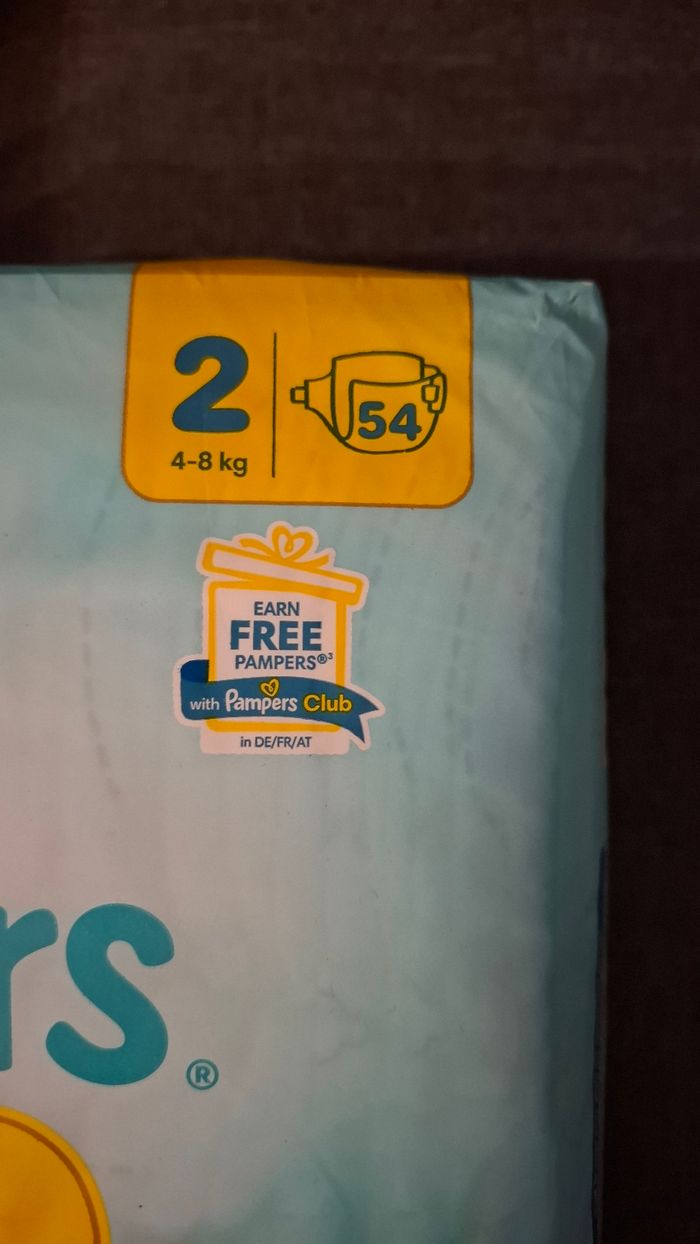 2
4-8 kg
54
EARN
FREE
PAMPERS®³
with Pampers Club
in DE/FR/AT
rs®